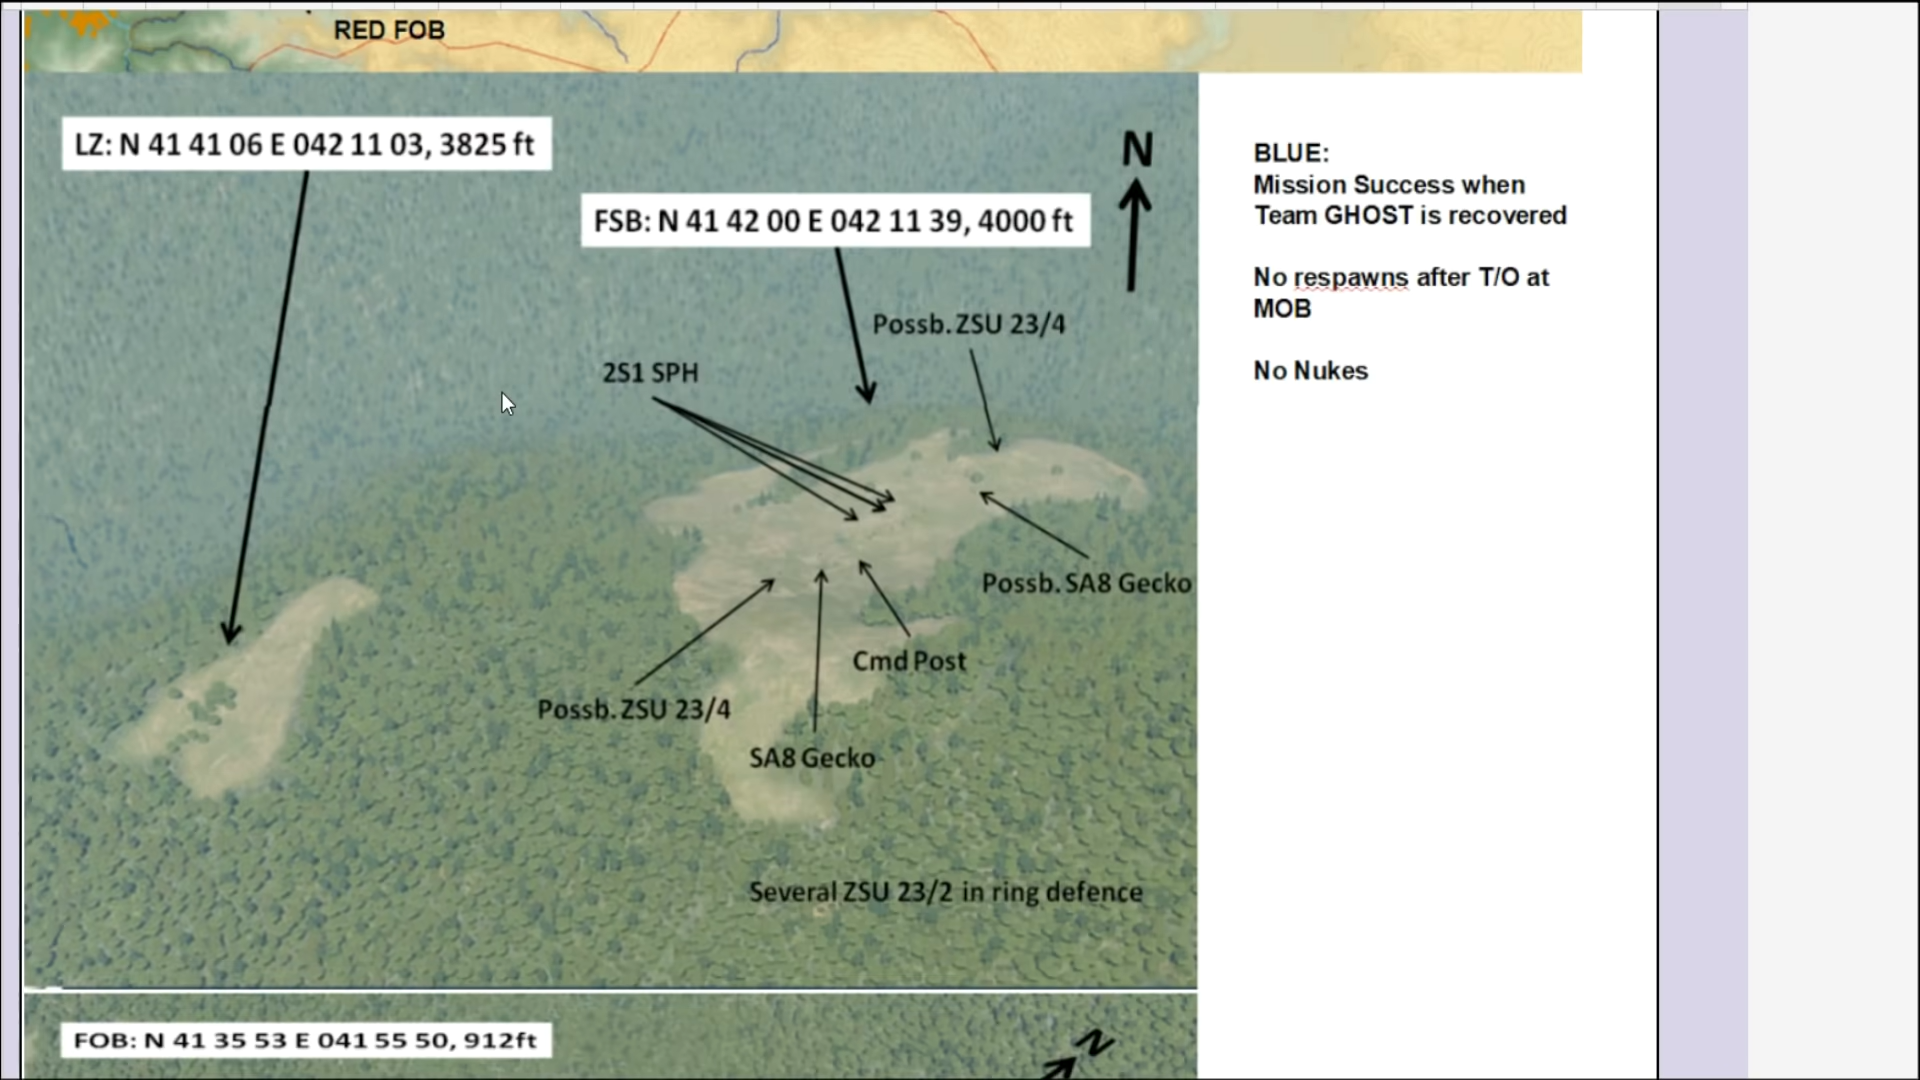 RED FOB
LZ: N 41 41 06 E 042 11 03, 3825 ft
N
FSB: N 41 42 00 E 042 11 39, 4000 ft
Possb. ZSU 23/4
2S1 SPH
Possb. SA8 Gecko
Cmd Post
Possb. ZSU 23/4
SA8 Gecko
Several ZSU 23/2 in ring defence
FOB: N 41 35 53 E 041 55 50, 912ft
N
BLUE:
Mission Success when
Team GHOST is recovered
No respawns after T/O at
MOB
No Nukes